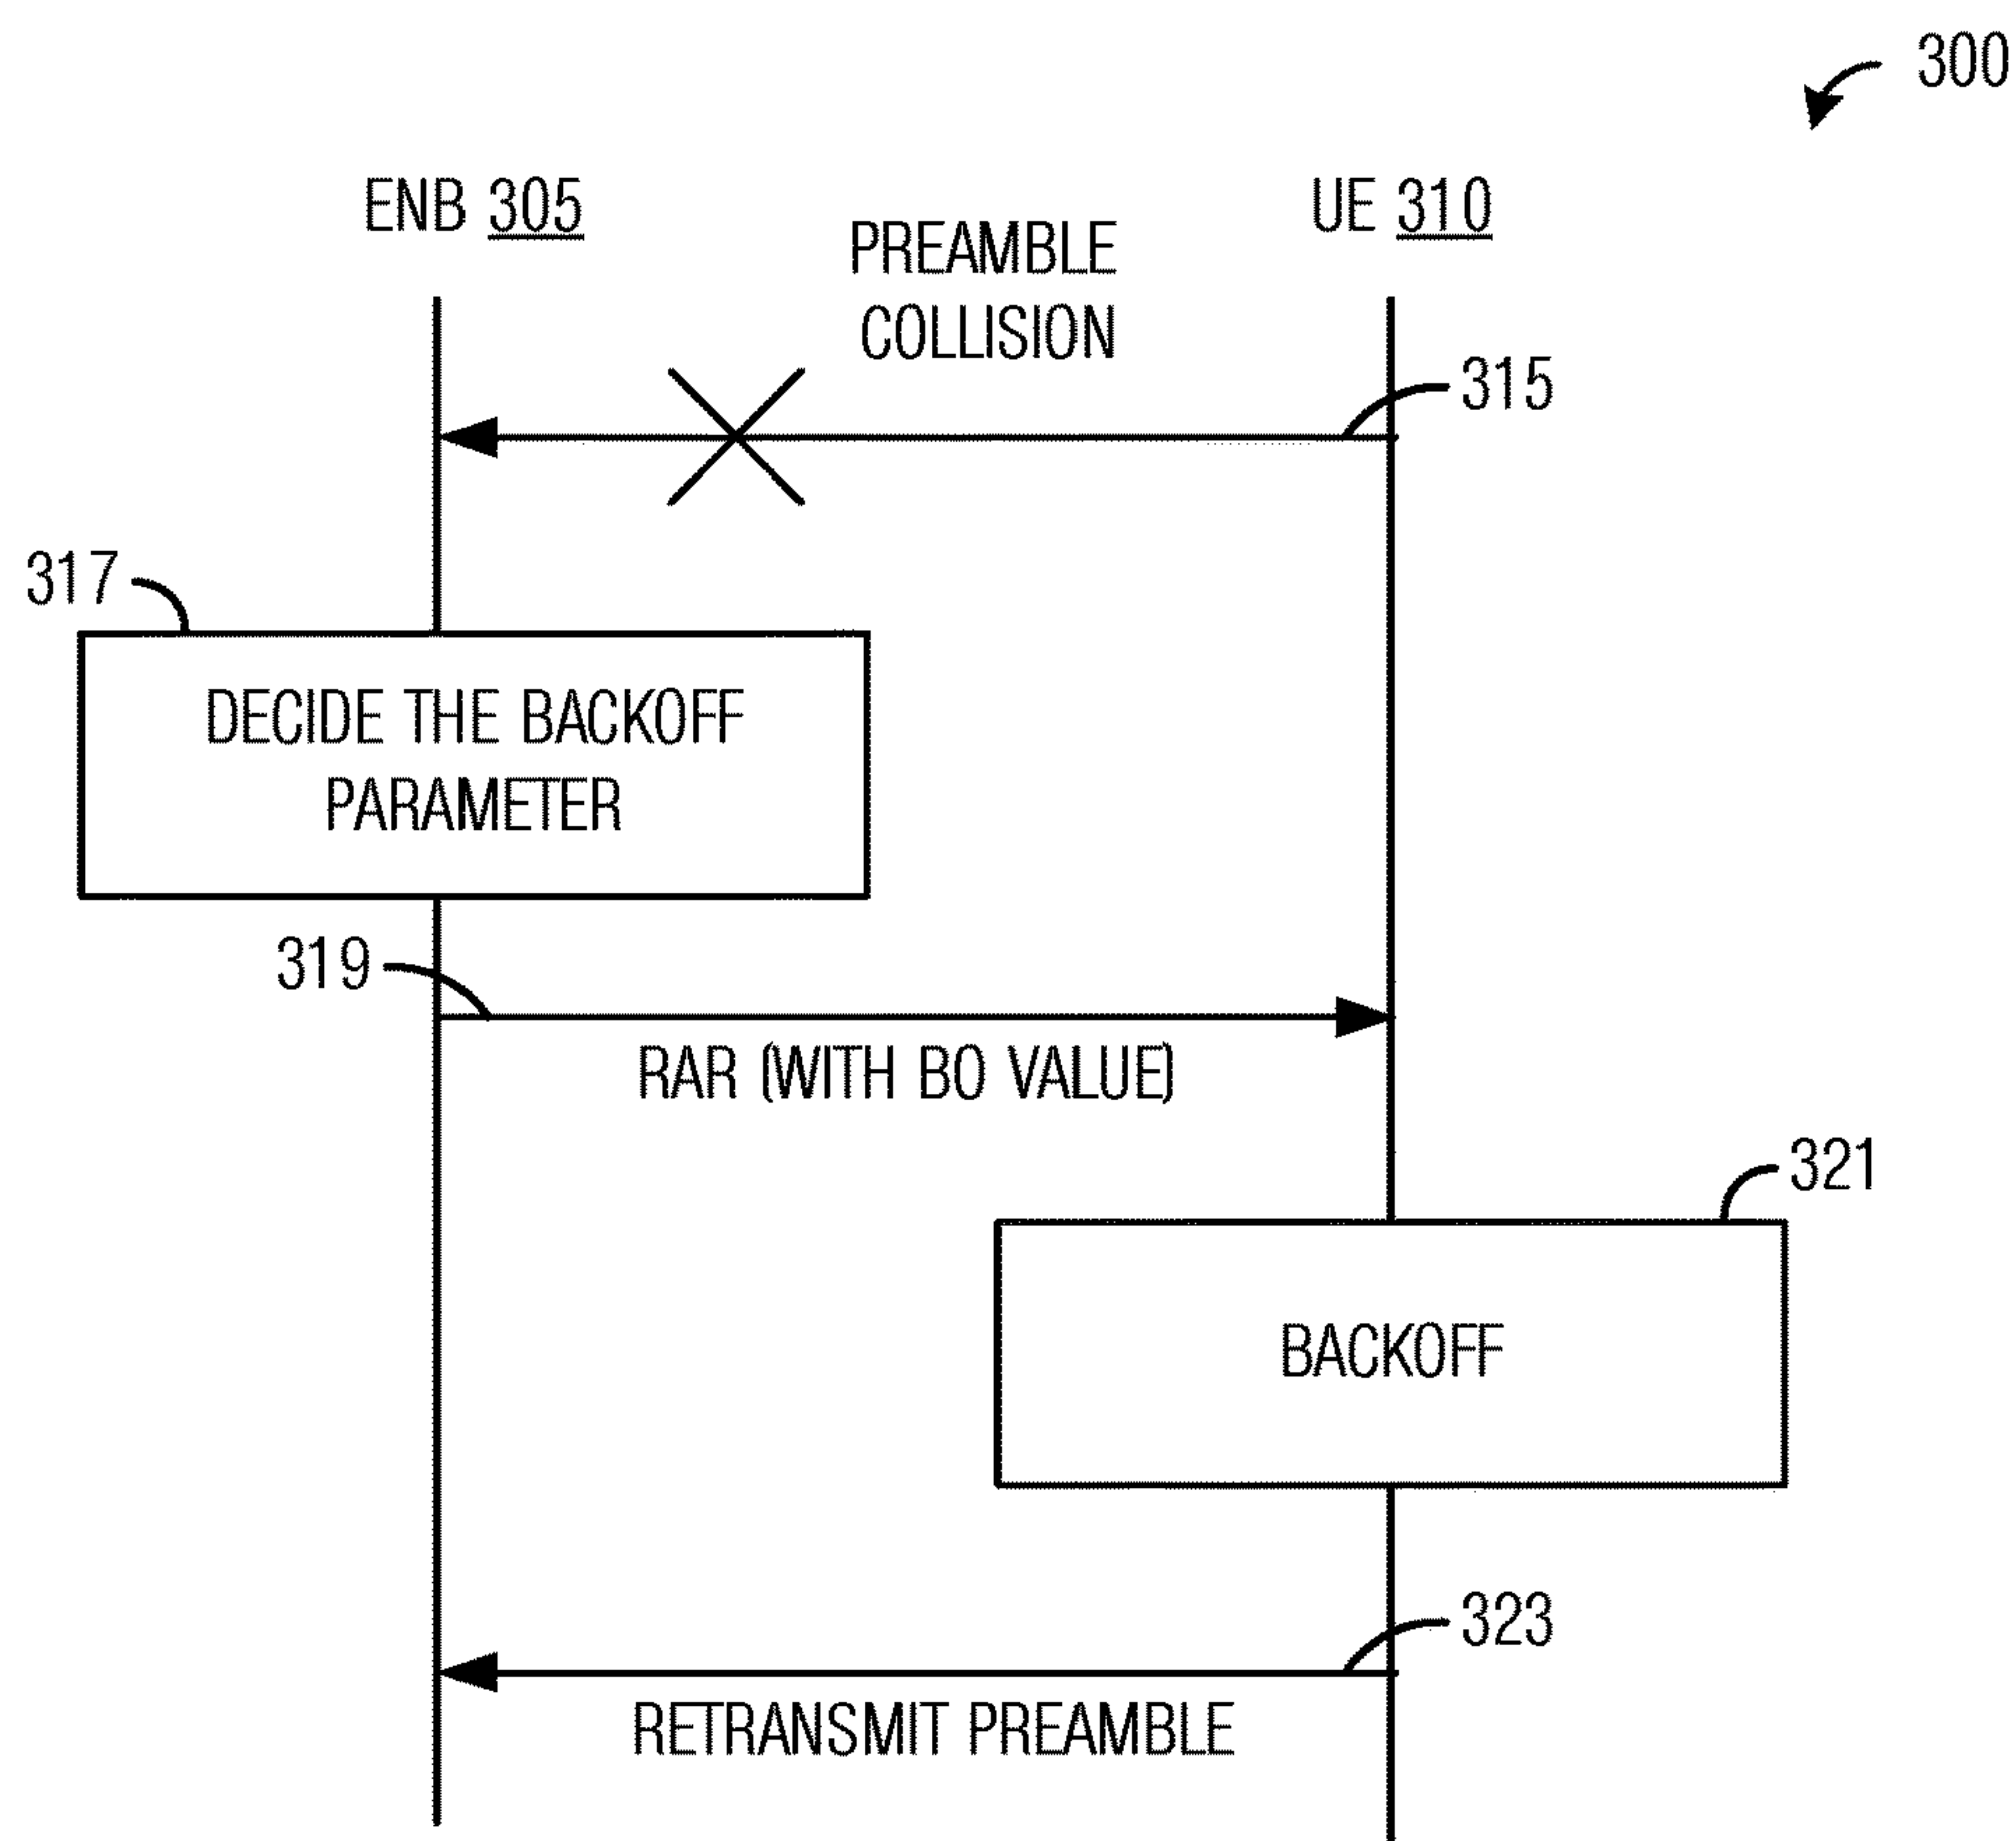 300
ENB 305
UE 310
PREAMBLE
COLLISION
315
317
DECIDE THE BACKOFF
PARAMETER
319
RAR (WITH BO VALUE)
321
BACKOFF
323
RETRANSMIT PREAMBLE